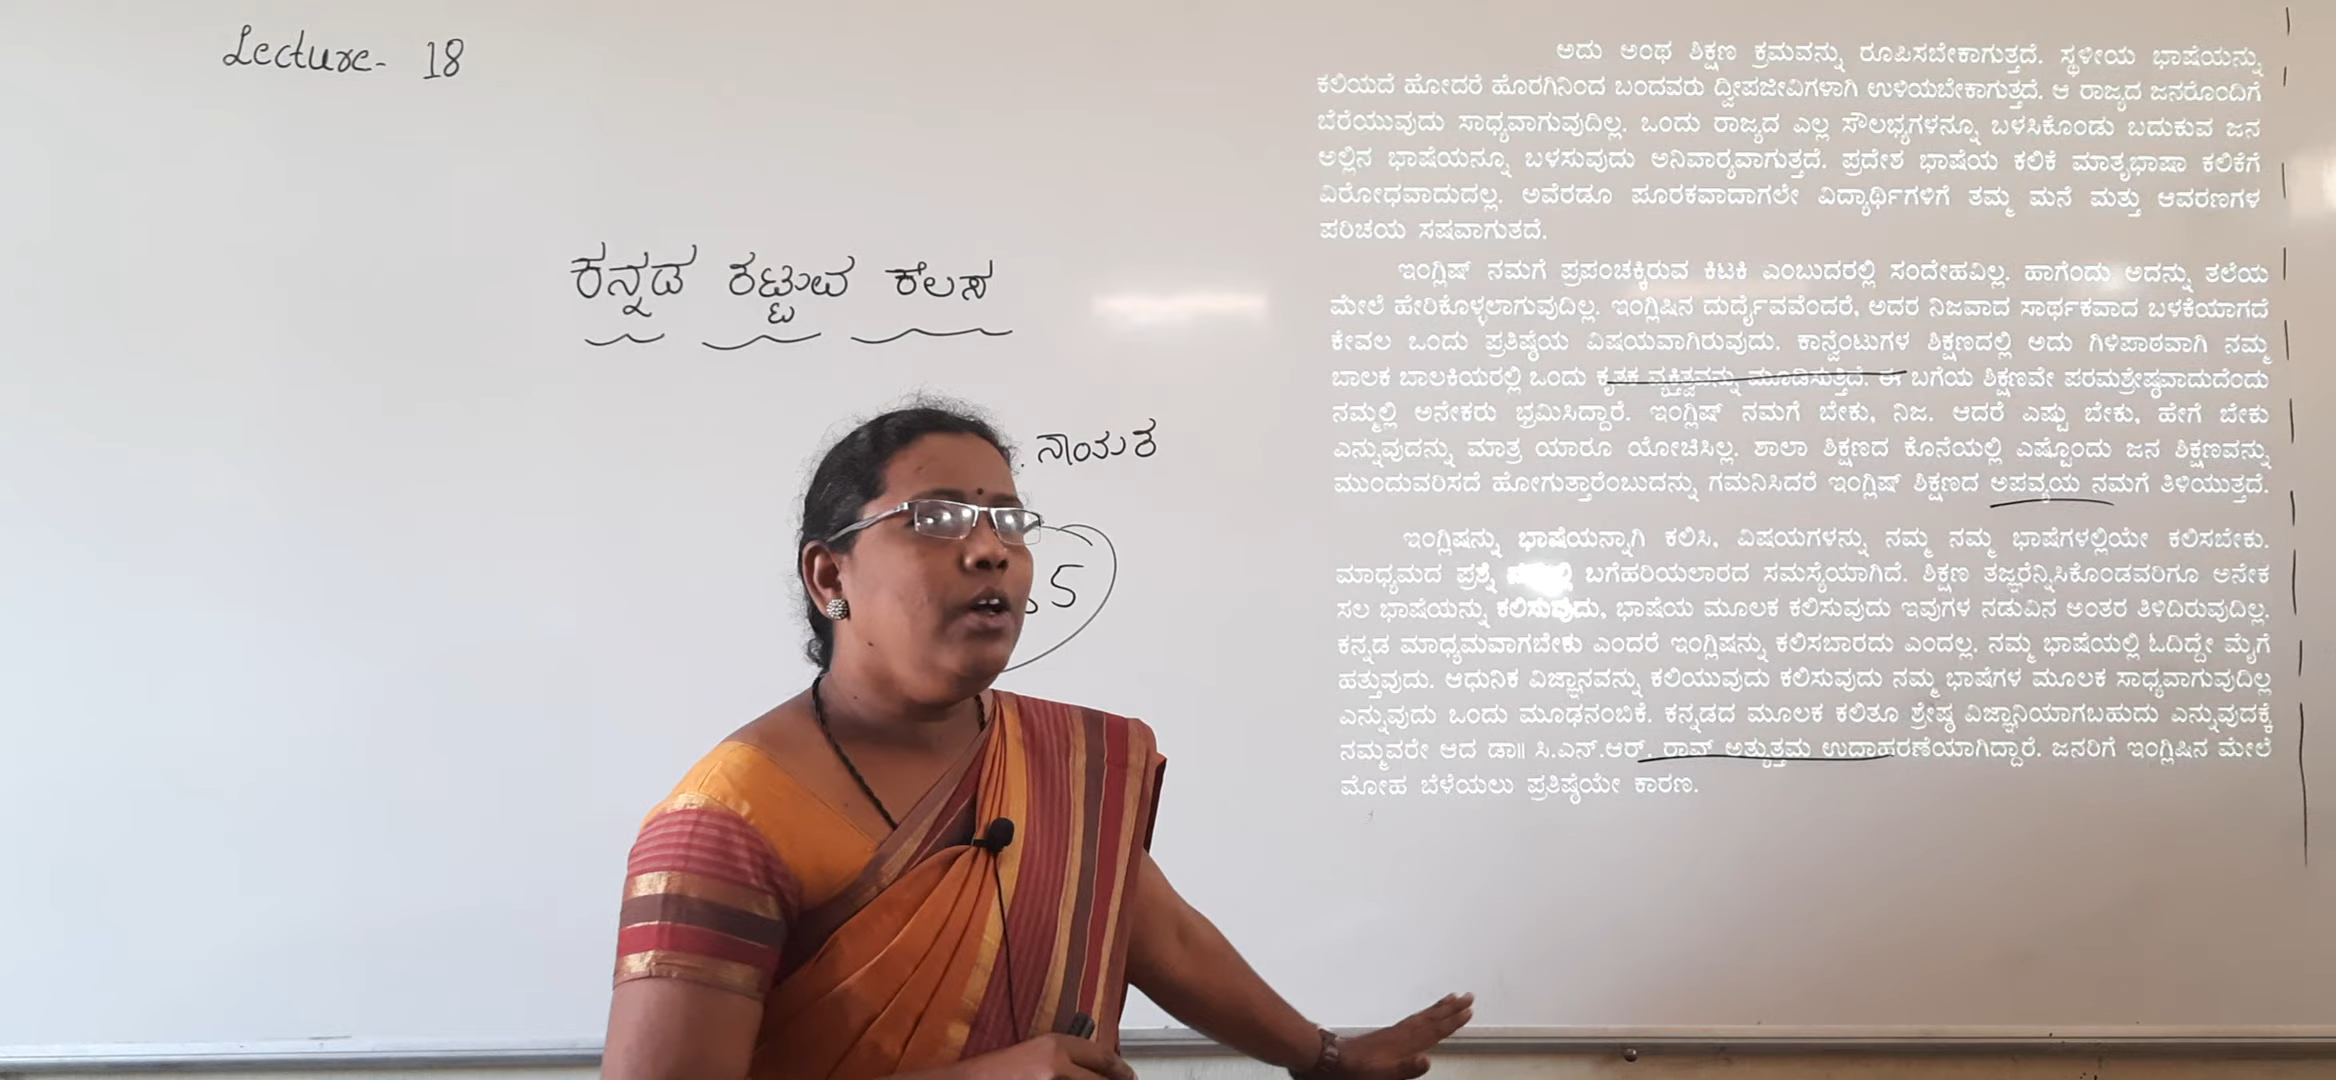 Lecture- 18
ಕನ್ನಡ ಕಟ್ಟುವ ಕೆಲಸ
ನಾಯಕ
5
ಅದು ಅಂಥ ಶಿಕ್ಷಣ ಕ್ರಮವನ್ನು ರೂಪಿಸಬೇಕಾಗುತ್ತದೆ. ಸ್ಥಳೀಯ ಭಾಷೆಯನ್ನು
ಕಲಿಯದೆ ಹೋದರೆ ಹೊರಗಿನಿಂದ ಬಂದವರು ದ್ವೀಪಜೀವಿಗಳಾಗಿ ಉಳಿಯಬೇಕಾಗುತ್ತದೆ. ಆ ರಾಜ್ಯದ ಜನರೊಂದಿಗೆ
ಬೆರೆಯುವುದು ಸಾಧ್ಯವಾಗುವುದಿಲ್ಲ. ಒಂದು ರಾಜ್ಯದ ಎಲ್ಲ ಸೌಲಭ್ಯಗಳನ್ನೂ ಬಳಸಿಕೊಂಡು ಬದುಕುವ ಜನ
ಅಲ್ಲಿನ ಭಾಷೆಯನ್ನೂ ಬಳಸುವುದು ಅನಿವಾರ್‍ಯವಾಗುತ್ತದೆ. ಪ್ರದೇಶ ಭಾಷೆಯ ಕಲಿಕೆ ಮಾತೃಭಾಷಾ ಕಲಿಕೆಗೆ
ವಿರೋಧವಾದುದಲ್ಲ. ಅವೆರಡೂ ಪೂರಕವಾದಾಗಲೇ ವಿದ್ಯಾರ್ಥಿಗಳಿಗೆ ತಮ್ಮ ಮನೆ ಮತ್ತು ಆವರಣಗಳ
ಪರಿಚಯ ಸಷವಾಗುತದೆ.
ಇಂಗ್ಲಿಷ್ ನಮಗೆ ಪ್ರಪಂಚಕ್ಕಿರುವ ಕಿಟಕಿ ಎಂಬುದರಲ್ಲಿ ಸಂದೇಹವಿಲ್ಲ. ಹಾಗೆಂದು ಅದನ್ನು ತಲೆಯ
ಮೇಲೆ ಹೇರಿಕೊಳ್ಳಲಾಗುವುದಿಲ್ಲ. ಇಂಗ್ಲಿಷಿನ ದುರ್ದೈವವೆಂದರೆ, ಅದರ ನಿಜವಾದ ಸಾರ್ಥಕವಾದ ಬಳಕೆಯಾಗದೆ
ಕೇವಲ ಒಂದು ಪ್ರತಿಷ್ಠೆಯ ವಿಷಯವಾಗಿರುವುದು. ಕಾನ್ವೆಂಟುಗಳ ಶಿಕ್ಷಣದಲ್ಲಿ ಅದು ಗಿಳಿಪಾಠವಾಗಿ ನಮ್ಮ
ಬಾಲಕ ಬಾಲಕಿಯರಲ್ಲಿ ಒಂದು ಕೃತಕ ವ್ಯಕ್ತಿತ್ವವನ್ನು ಮೂಡಿಸುತ್ತಿದೆ. ಈ ಬಗೆಯ ಶಿಕ್ಷಣವೇ ಪರಮಶ್ರೇಷ್ಠವಾದುದೆಂದು
ನಮ್ಮಲ್ಲಿ ಅನೇಕರು ಭ್ರಮಿಸಿದ್ದಾರೆ. ಇಂಗ್ಲಿಷ್ ನಮಗೆ ಬೇಕು, ನಿಜ. ಆದರೆ ಎಷ್ಟು ಬೇಕು, ಹೇಗೆ ಬೇಕು
ಎನ್ನುವುದನ್ನು ಮಾತ್ರ ಯಾರೂ ಯೋಚಿಸಿಲ್ಲ. ಶಾಲಾ ಶಿಕ್ಷಣದ ಕೊನೆಯಲ್ಲಿ ಎಷ್ಟೊಂದು ಜನ ಶಿಕ್ಷಣವನ್ನು
ಮುಂದುವರಿಸದೆ ಹೋಗುತ್ತಾರೆಂಬುದನ್ನು ಗಮನಿಸಿದರೆ ಇಂಗ್ಲಿಷ್ ಶಿಕ್ಷಣದ ಅಪವ್ಯಯ ನಮಗೆ ತಿಳಿಯುತ್ತದೆ.
ಇಂಗ್ಲಿಷನ್ನು ಭಾಷೆಯನ್ನಾಗಿ ಕಲಿಸಿ, ವಿಷಯಗಳನ್ನು ನಮ್ಮ ನಮ್ಮ ಭಾಷೆಗಳಲ್ಲಿಯೇ ಕಲಿಸಬೇಕು.
ಮಾಧ್ಯಮದ ಪ್ರಶ್ನೆ ಬಗೆಹರಿಯಲಾರದ ಸಮಸ್ಯೆಯಾಗಿದೆ. ಶಿಕ್ಷಣ ತಜ್ಞರೆನ್ನಿಸಿಕೊಂಡವರಿಗೂ ಅನೇಕ
ಸಲ ಭಾಷೆಯನ್ನು ಕಲಿಸುವುದು, ಭಾಷೆಯ ಮೂಲಕ ಕಲಿಸುವುದು ಇವುಗಳ ನಡುವಿನ ಅಂತರ ತಿಳಿದಿರುವುದಿಲ್ಲ.
ಕನ್ನಡ ಮಾಧ್ಯಮವಾಗಬೇಕು ಎಂದರೆ ಇಂಗ್ಲಿಷನ್ನು ಕಲಿಸಬಾರದು ಎಂದಲ್ಲ. ನಮ್ಮ ಭಾಷೆಯಲ್ಲಿ ಓದಿದ್ದೇ ಮೈಗೆ
ಹತ್ತುವುದು. ಆಧುನಿಕ ವಿಜ್ಞಾನವನ್ನು ಕಲಿಯುವುದು ಕಲಿಸುವುದು ನಮ್ಮ ಭಾಷೆಗಳ ಮೂಲಕ ಸಾಧ್ಯವಾಗುವುದಿಲ್ಲ
ಎನ್ನುವುದು ಒಂದು ಮೂಢನಂಬಿಕೆ. ಕನ್ನಡದ ಮೂಲಕ ಕಲಿತೂ ಶ್ರೇಷ್ಠ ವಿಜ್ಞಾನಿಯಾಗಬಹುದು ಎನ್ನುವುದಕ್ಕೆ
ನಮ್ಮವರೇ ಆದ ಡಾ॥ ಸಿ.ಎನ್.ಆರ್. ರಾವ್ ಅತ್ಯುತ್ತಮ ಉದಾಹರಣೆಯಾಗಿದ್ದಾರೆ. ಜನರಿಗೆ ಇಂಗ್ಲಿಷಿನ ಮೇಲೆ
ಮೋಹ ಬೆಳೆಯಲು ಪ್ರತಿಷ್ಠೆಯೇ ಕಾರಣ.